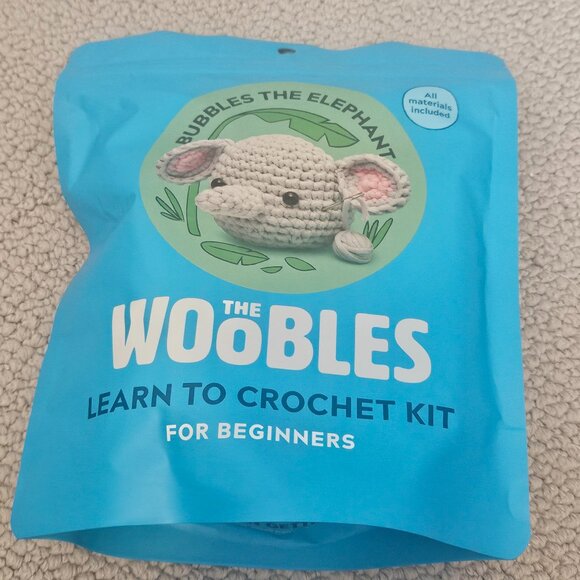 BUBBLES THE ELEPHANT
All
materials
included
THE
WOOBLES
LEARN TO CROCHET KIT
FOR BEGINNERS